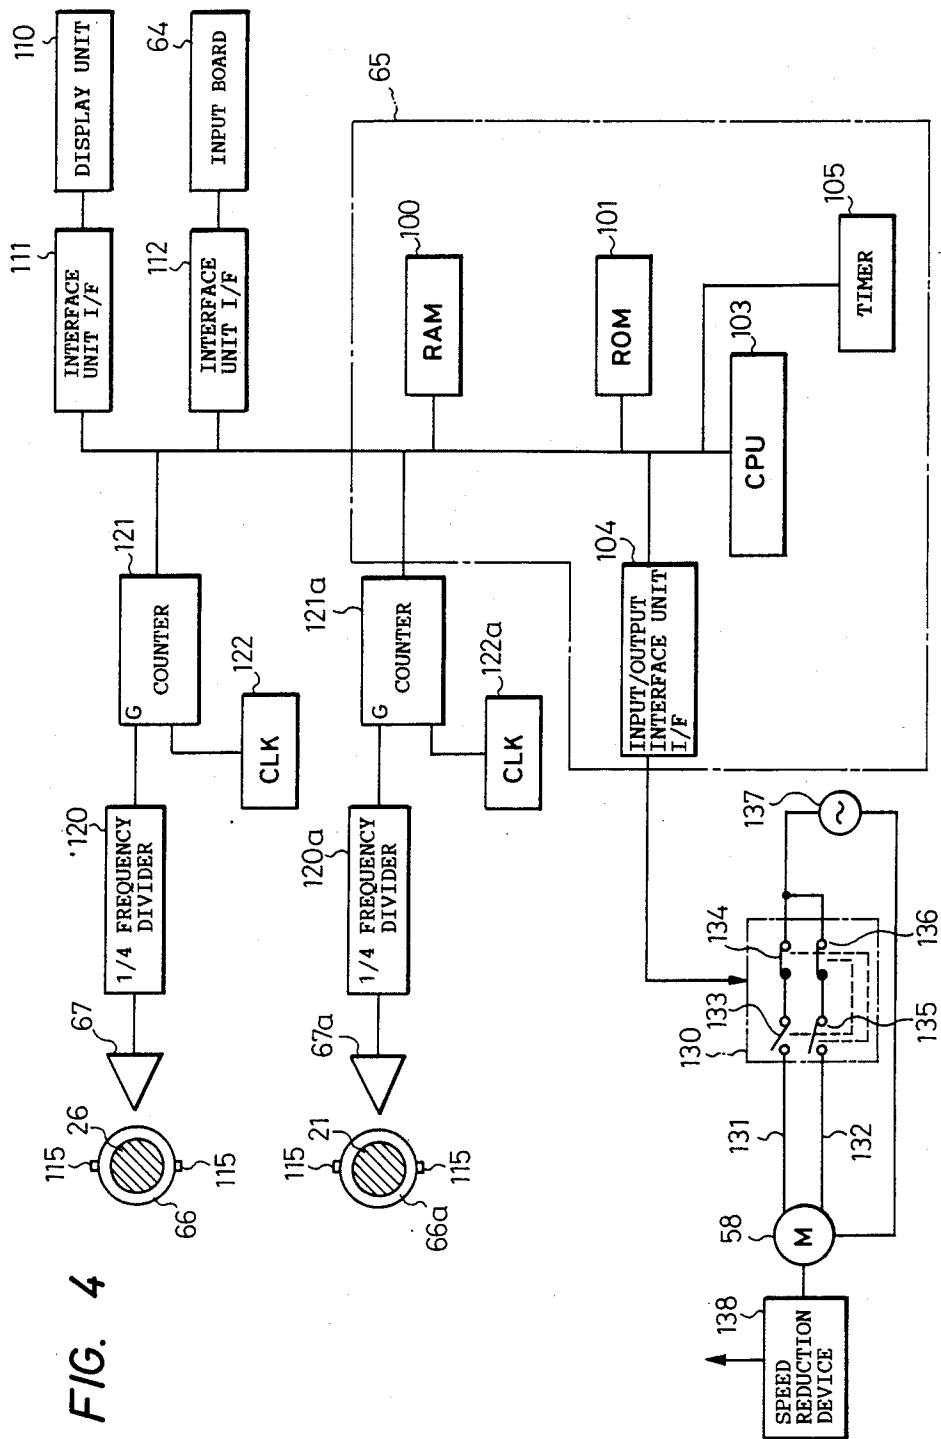 FIG. 4
110
DISPLAY UNIT
64
INPUT BOARD
111
INTERFACE
UNIT I/F
112
INTERFACE
UNIT I/F
65
100
RAM
101
ROM
105
TIMER
103
CPU
104
INPUT/OUTPUT
INTERFACE UNIT
I/F
121
G
COUNTER
122
CLK
121a
G
COUNTER
122a
CLK
120
1/4 FREQUENCY
DIVIDER
120a
1/4 FREQUENCY
DIVIDER
67
67a
115
26
115
66
115
21
115
66a
137
~
134
136
133
135
130
131
132
58
M
138
SPEED
REDUCTION
DEVICE